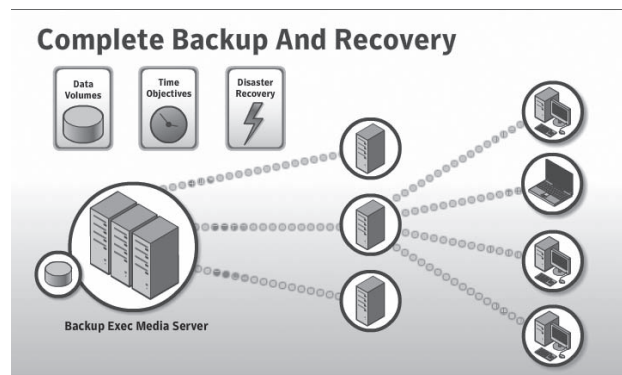 Complete Backup And Recovery
Data
Volumes
Time
Objectives
Disaster
Recovery
Backup Exec Media Server